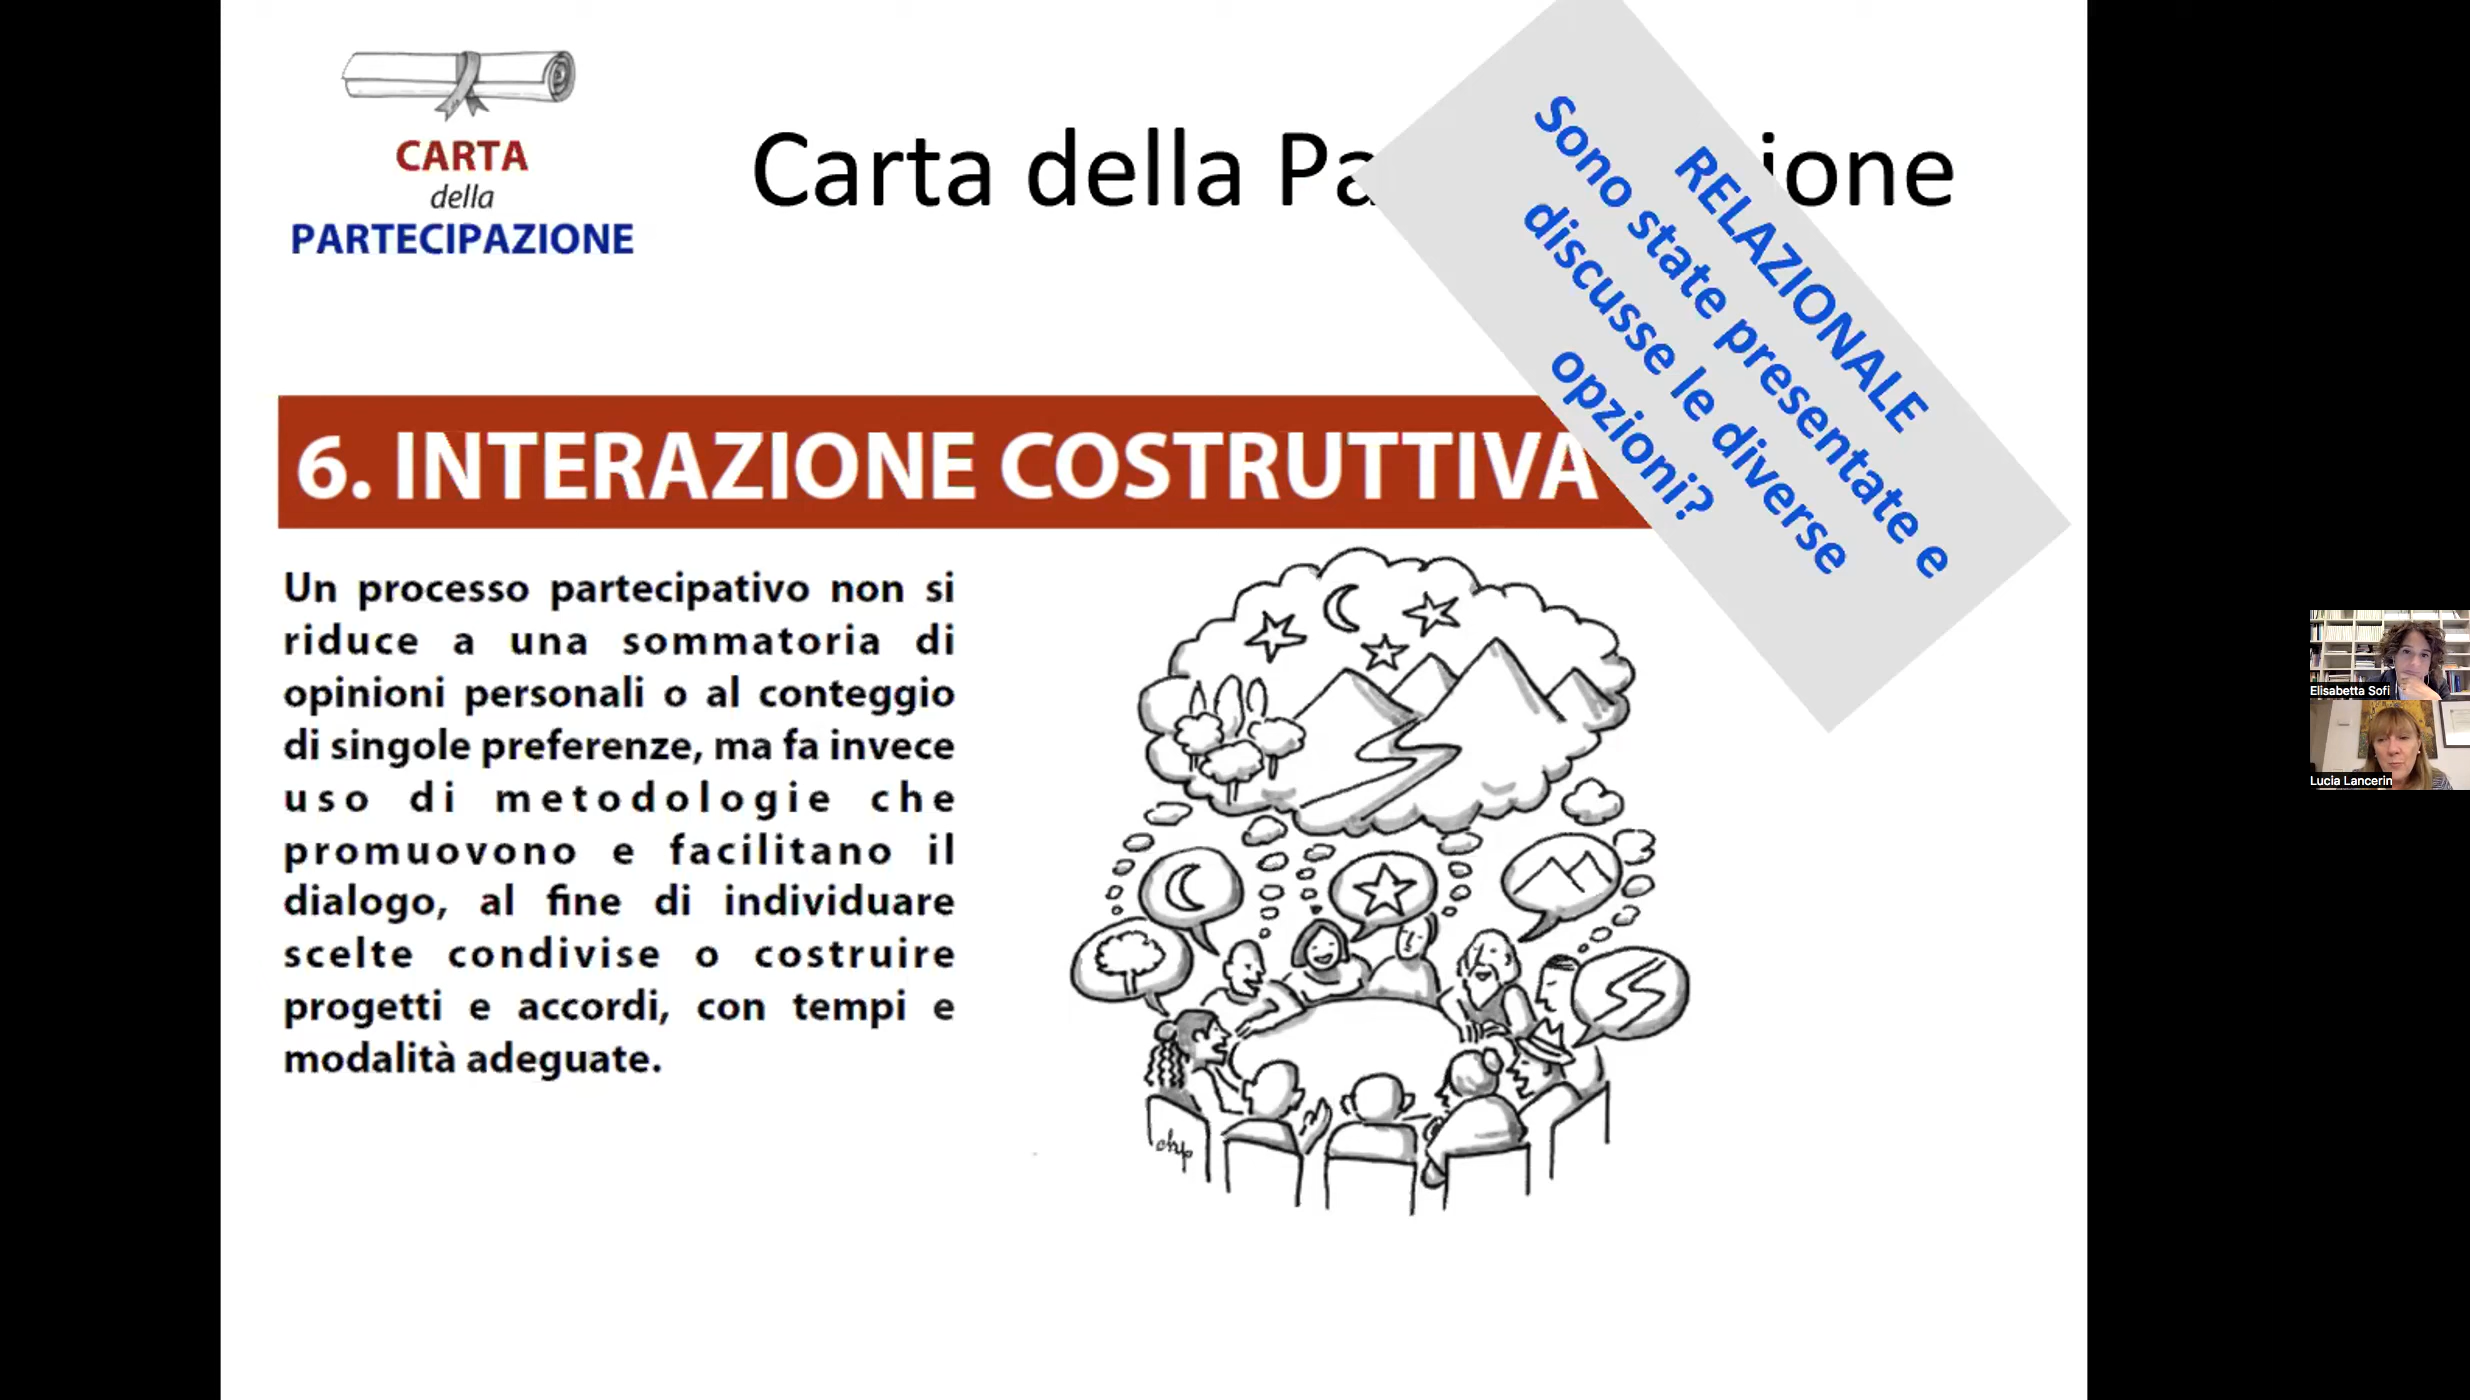 CARTA
della
PARTECIPAZIONE
Carta della Pa ione
RELAZIONALE
Sono state presentate e
discusse le diverse
opzioni?
6. INTERAZIONE COSTRUTTIVA
Un processo partecipativo non si
riduce a una sommatoria di
opinioni personali o al conteggio
di singole preferenze, ma fa invece
uso di metodologie che
promuovono e facilitano il
dialogo, al fine di individuare
scelte condivise o costruire
progetti e accordi, con tempi e
modalità adeguate.
Elisabetta Sofi
Lucia Lancerin